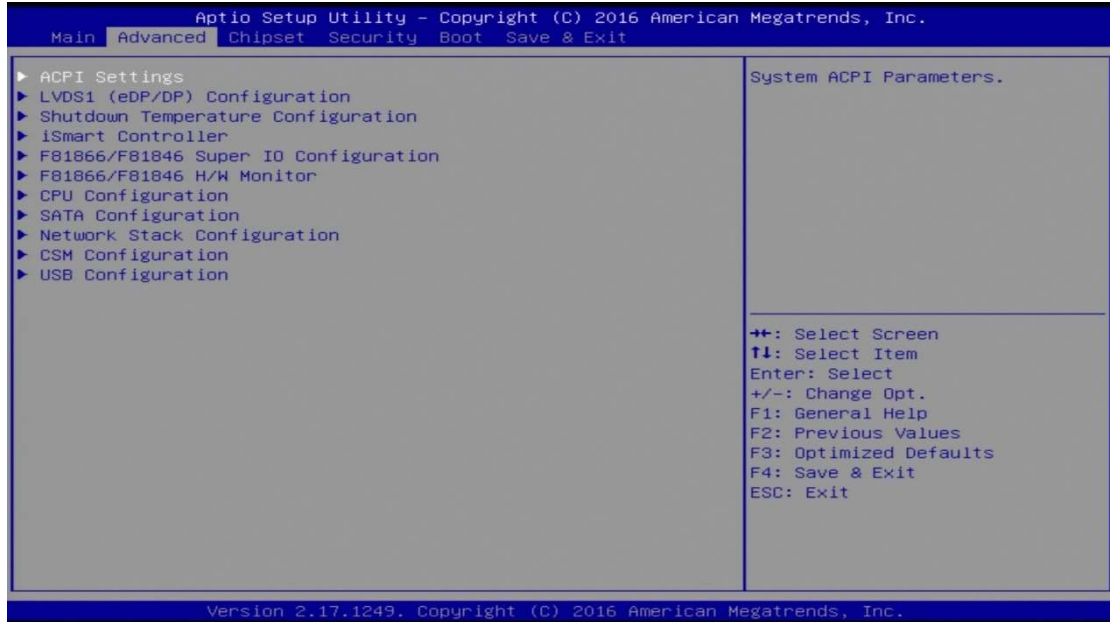 Aptio Setup Utility – Copyright (C) 2016 American Megatrends, Inc.
Main Advanced Chipset Security Boot Save & Exit
▶ ACPI Settings
▶ LVDS1 (eDP/DP) Configuration
▶ Shutdown Temperature Configuration
▶ iSmart Controller
▶ F81866/F81846 Super IO Configuration
▶ F81866/F81846 H/W Monitor
▶ CPU Configuration
▶ SATA Configuration
▶ Network Stack Configuration
▶ CSM Configuration
▶ USB Configuration
System ACPI Parameters.
→←: Select Screen
↑↓: Select Item
Enter: Select
+/-: Change Opt.
F1: General Help
F2: Previous Values
F3: Optimized Defaults
F4: Save & Exit
ESC: Exit
Version 2.17.1249. Copyright (C) 2016 American Megatrends, Inc.